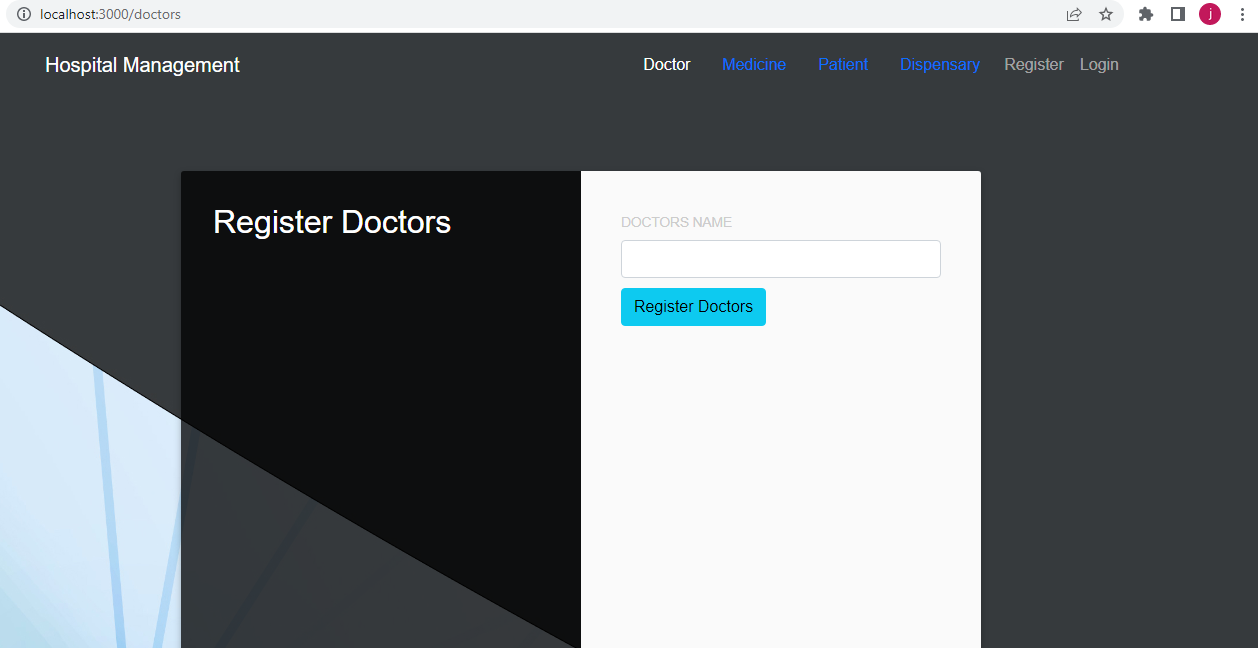 localhost:3000/doctors
j
Hospital Management
Doctor Medicine Patient Dispensary Register Login
Register Doctors
DOCTORS NAME
Register Doctors